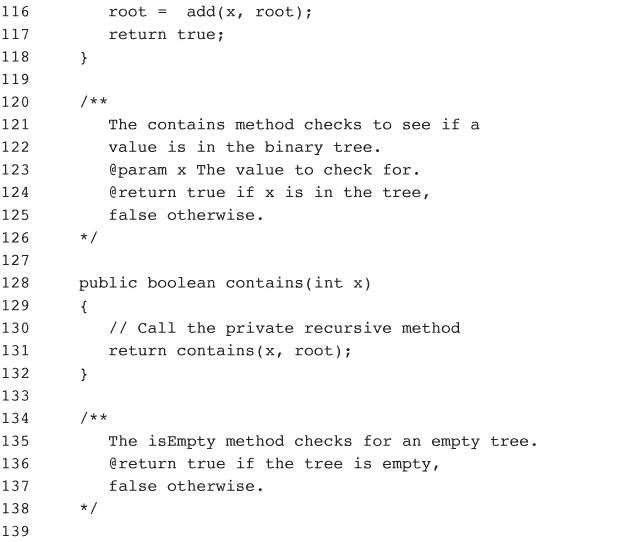 116        root =  add(x, root);
117        return true;
118     }
119
120     /**
121        The contains method checks to see if a
122        value is in the binary tree.
123        @param x The value to check for.
124        @return true if x is in the tree,
125        false otherwise.
126     */
127
128     public boolean contains(int x)
129     {
130        // Call the private recursive method
131        return contains(x, root);
132     }
133
134     /**
135        The isEmpty method checks for an empty tree.
136        @return true if the tree is empty,
137        false otherwise.
138     */
139